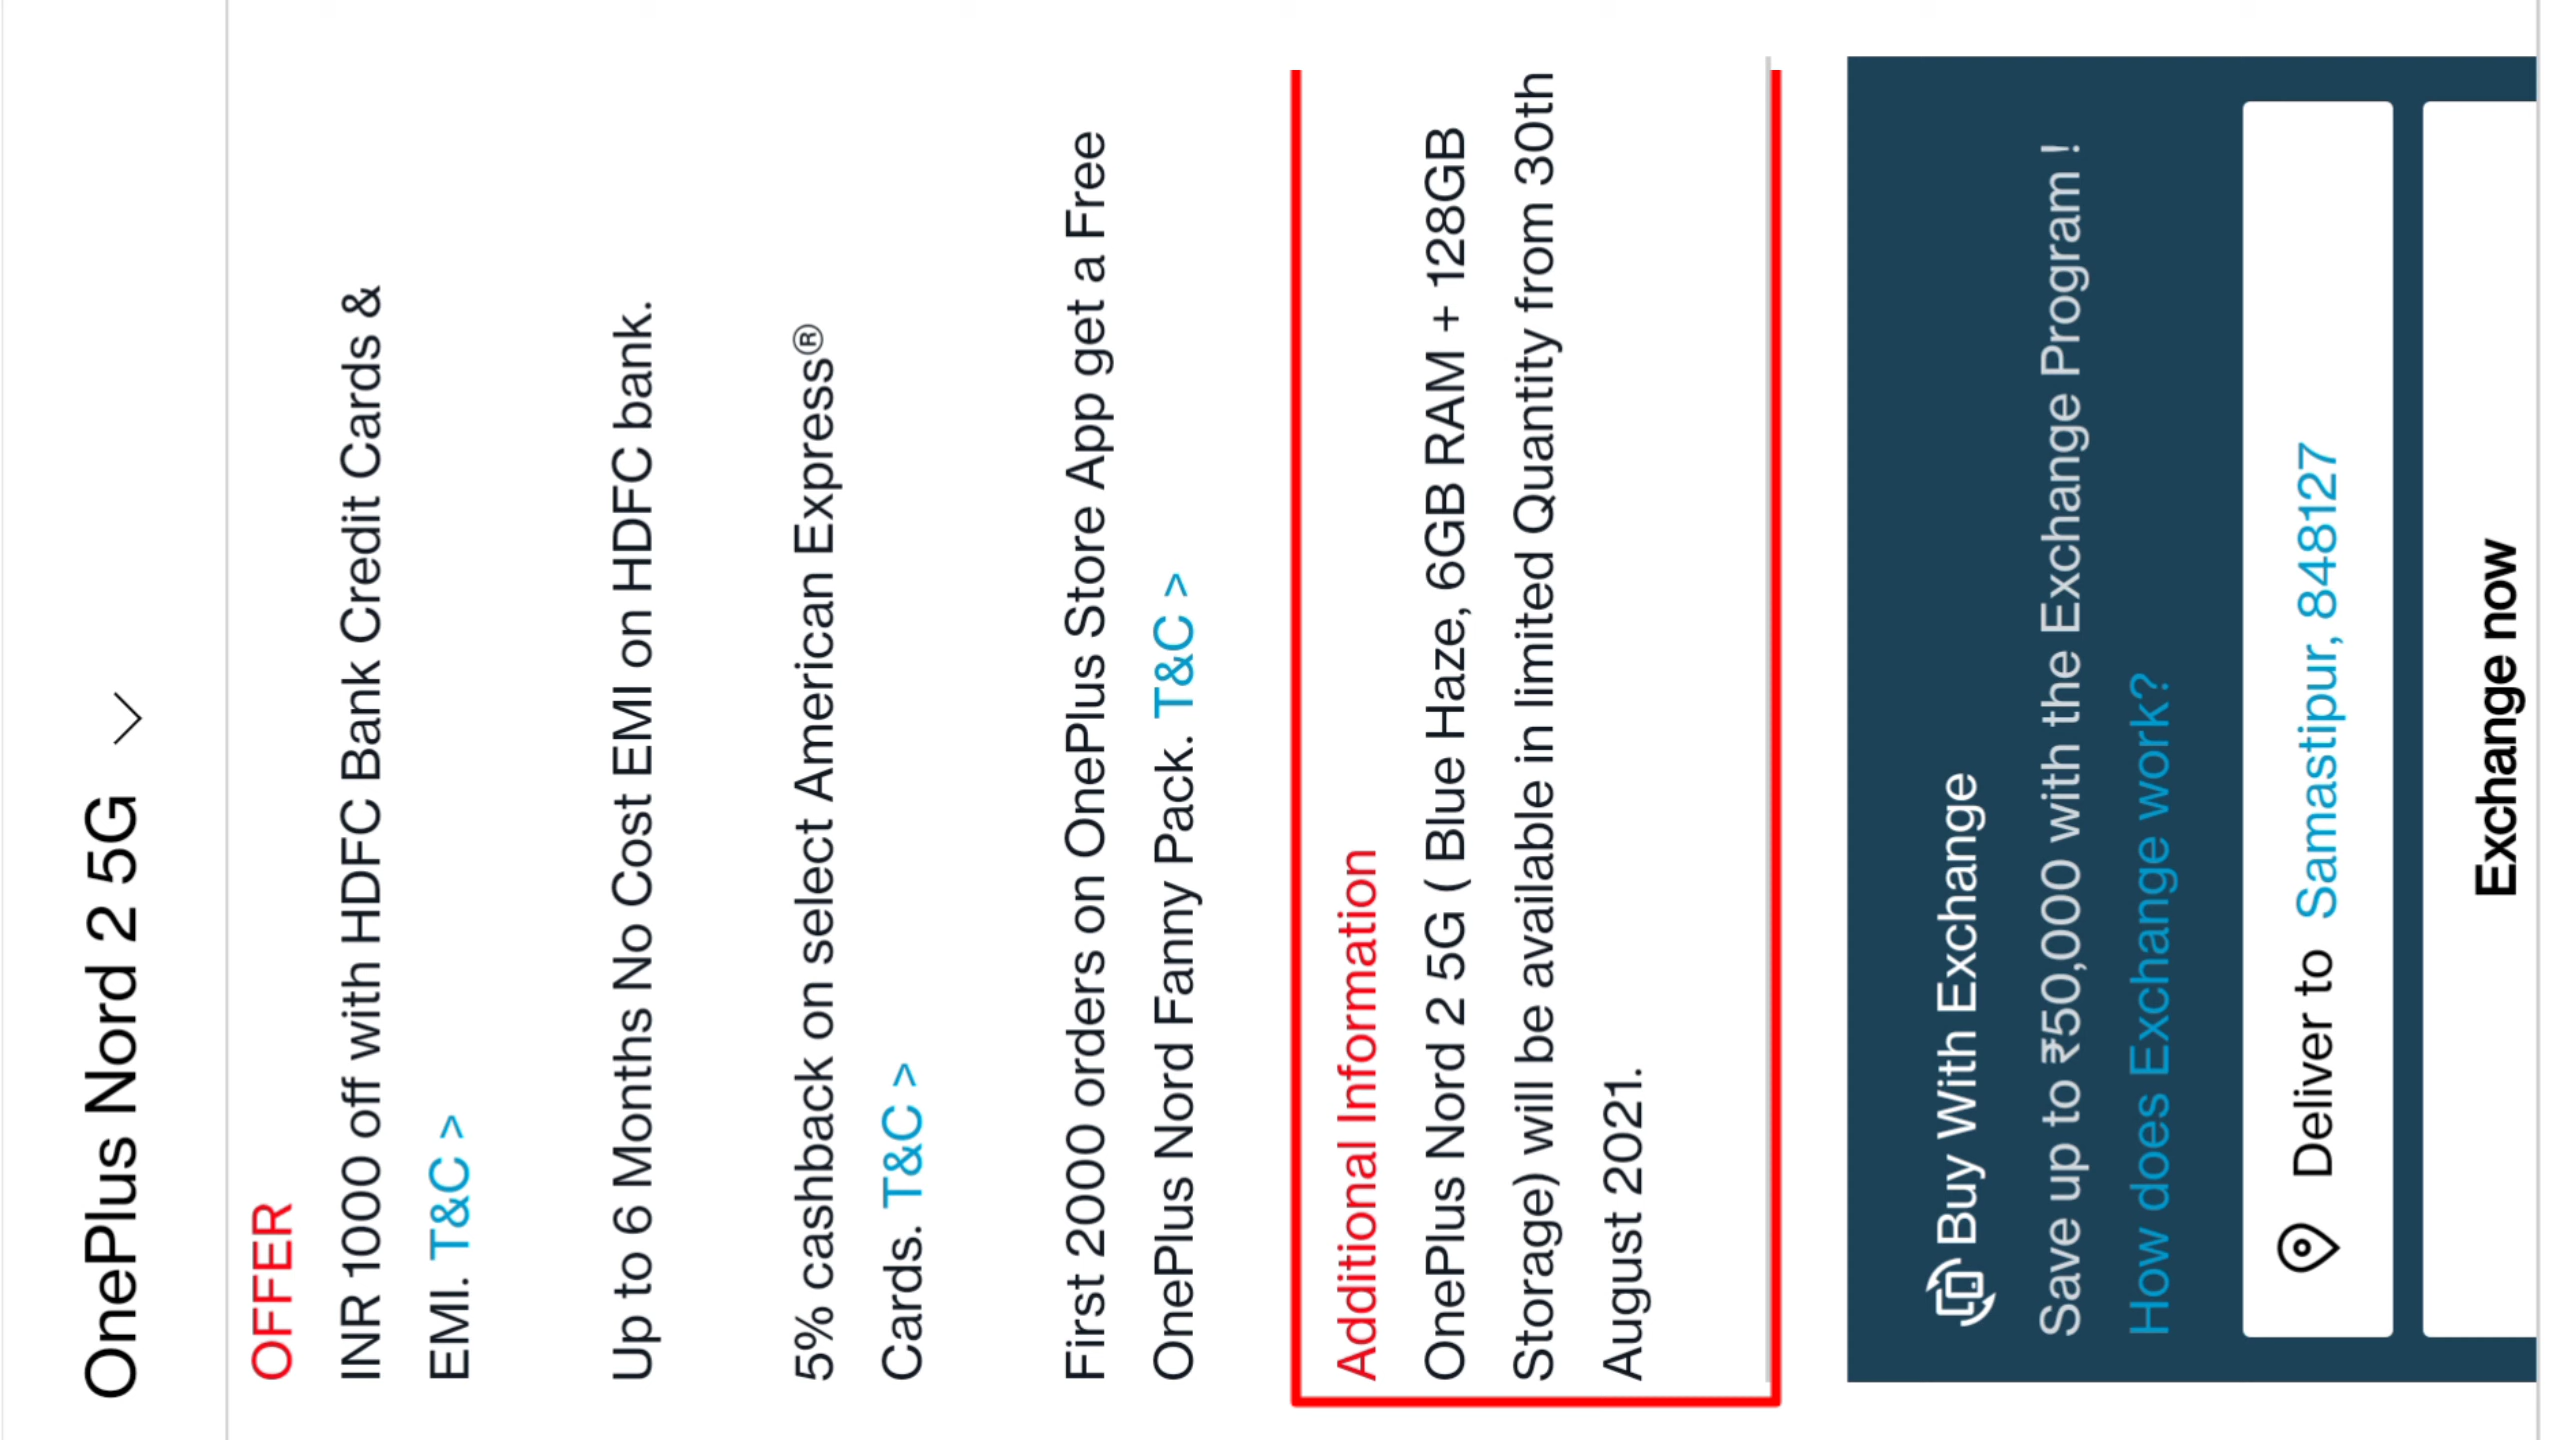 OnePlus Nord 2 5G
OFFER
INR 1000 off with HDFC Bank Credit Cards &
EMI. T&C >
Up to 6 Months No Cost EMI on HDFC bank.
5% cashback on select American Express®
Cards. T&C >
First 2000 orders on OnePlus Store App get a Free
OnePlus Nord Fanny Pack. T&C >
Additional Information
OnePlus Nord 2 5G ( Blue Haze, 6GB RAM + 128GB
Storage) will be available in limited Quantity from 30th
August 2021.
Buy With Exchange
Save up to ₹50,000 with the Exchange Program !
How does Exchange work?
Deliver to Samastipur, 848127
Exchange now